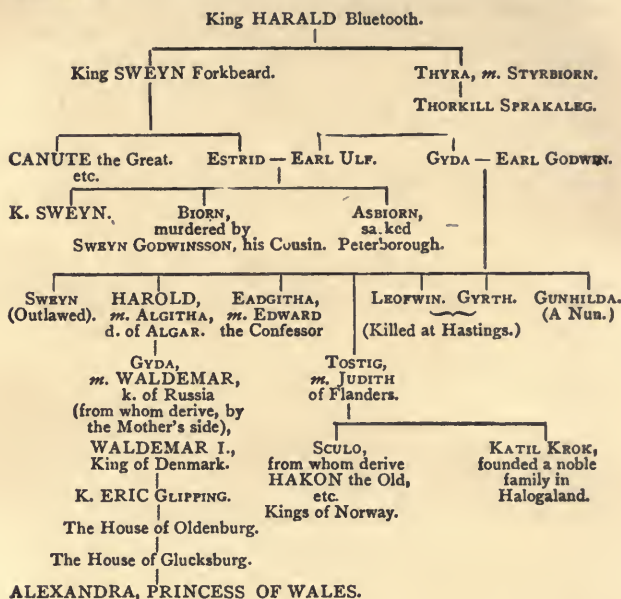 King HARALD Bluetooth.
King SWEYN Forkbeard. THYRA, m. STYRBIORN.
THORKILL SPRAKALEG.
CANUTE the Great. ESTRID — EARL ULF. GYDA — EARL GODWIN.
etc.
K. SWEYN. BIORN, ASBIORN,
murdered by sacked
SWEYN GODWINSSON, his Cousin. Peterborough.
SWEYN HAROLD, EADGITHA, LEOFWIN. GYRTH. GUNHILDA.
(Outlawed). m. ALGITHA, m. EDWARD (A Nun.)
d. of ALGAR. the Confessor (Killed at Hastings.)
GYDA, TOSTIG,
m. WALDEMAR, m. JUDITH
k. of Russia of Flanders.
(from whom derive, by
the Mother's side),
WALDEMAR I., SCULO, KATIL KROK,
King of Denmark. from whom derive founded a noble
HAKON the Old, family in
K. ERIC GLIPPING. etc. Halogaland.
Kings of Norway.
The House of Oldenburg.
The House of Glucksburg.
ALEXANDRA, PRINCESS OF WALES.